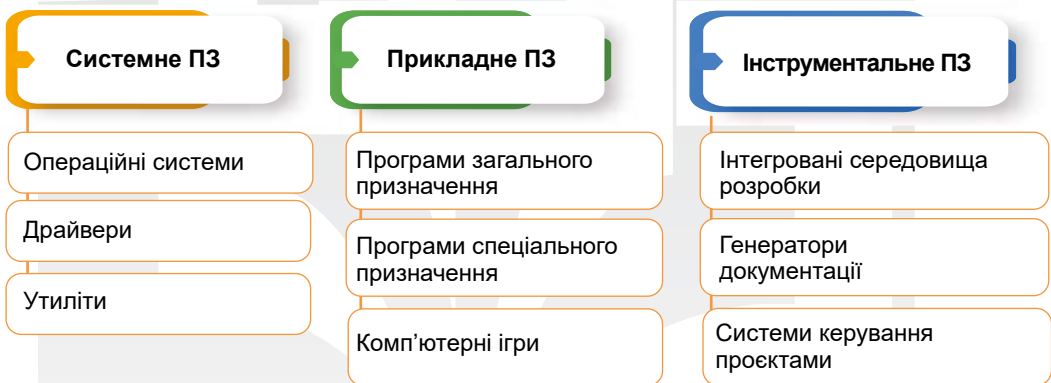 Системне ПЗ
Операційні системи
Драйвери
Утиліти
Прикладне ПЗ
Програми загального
призначення
Програми спеціального
призначення
Комп’ютерні ігри
Інструментальне ПЗ
Інтегровані середовища
розробки
Генератори
документації
Системи керування
проєктами